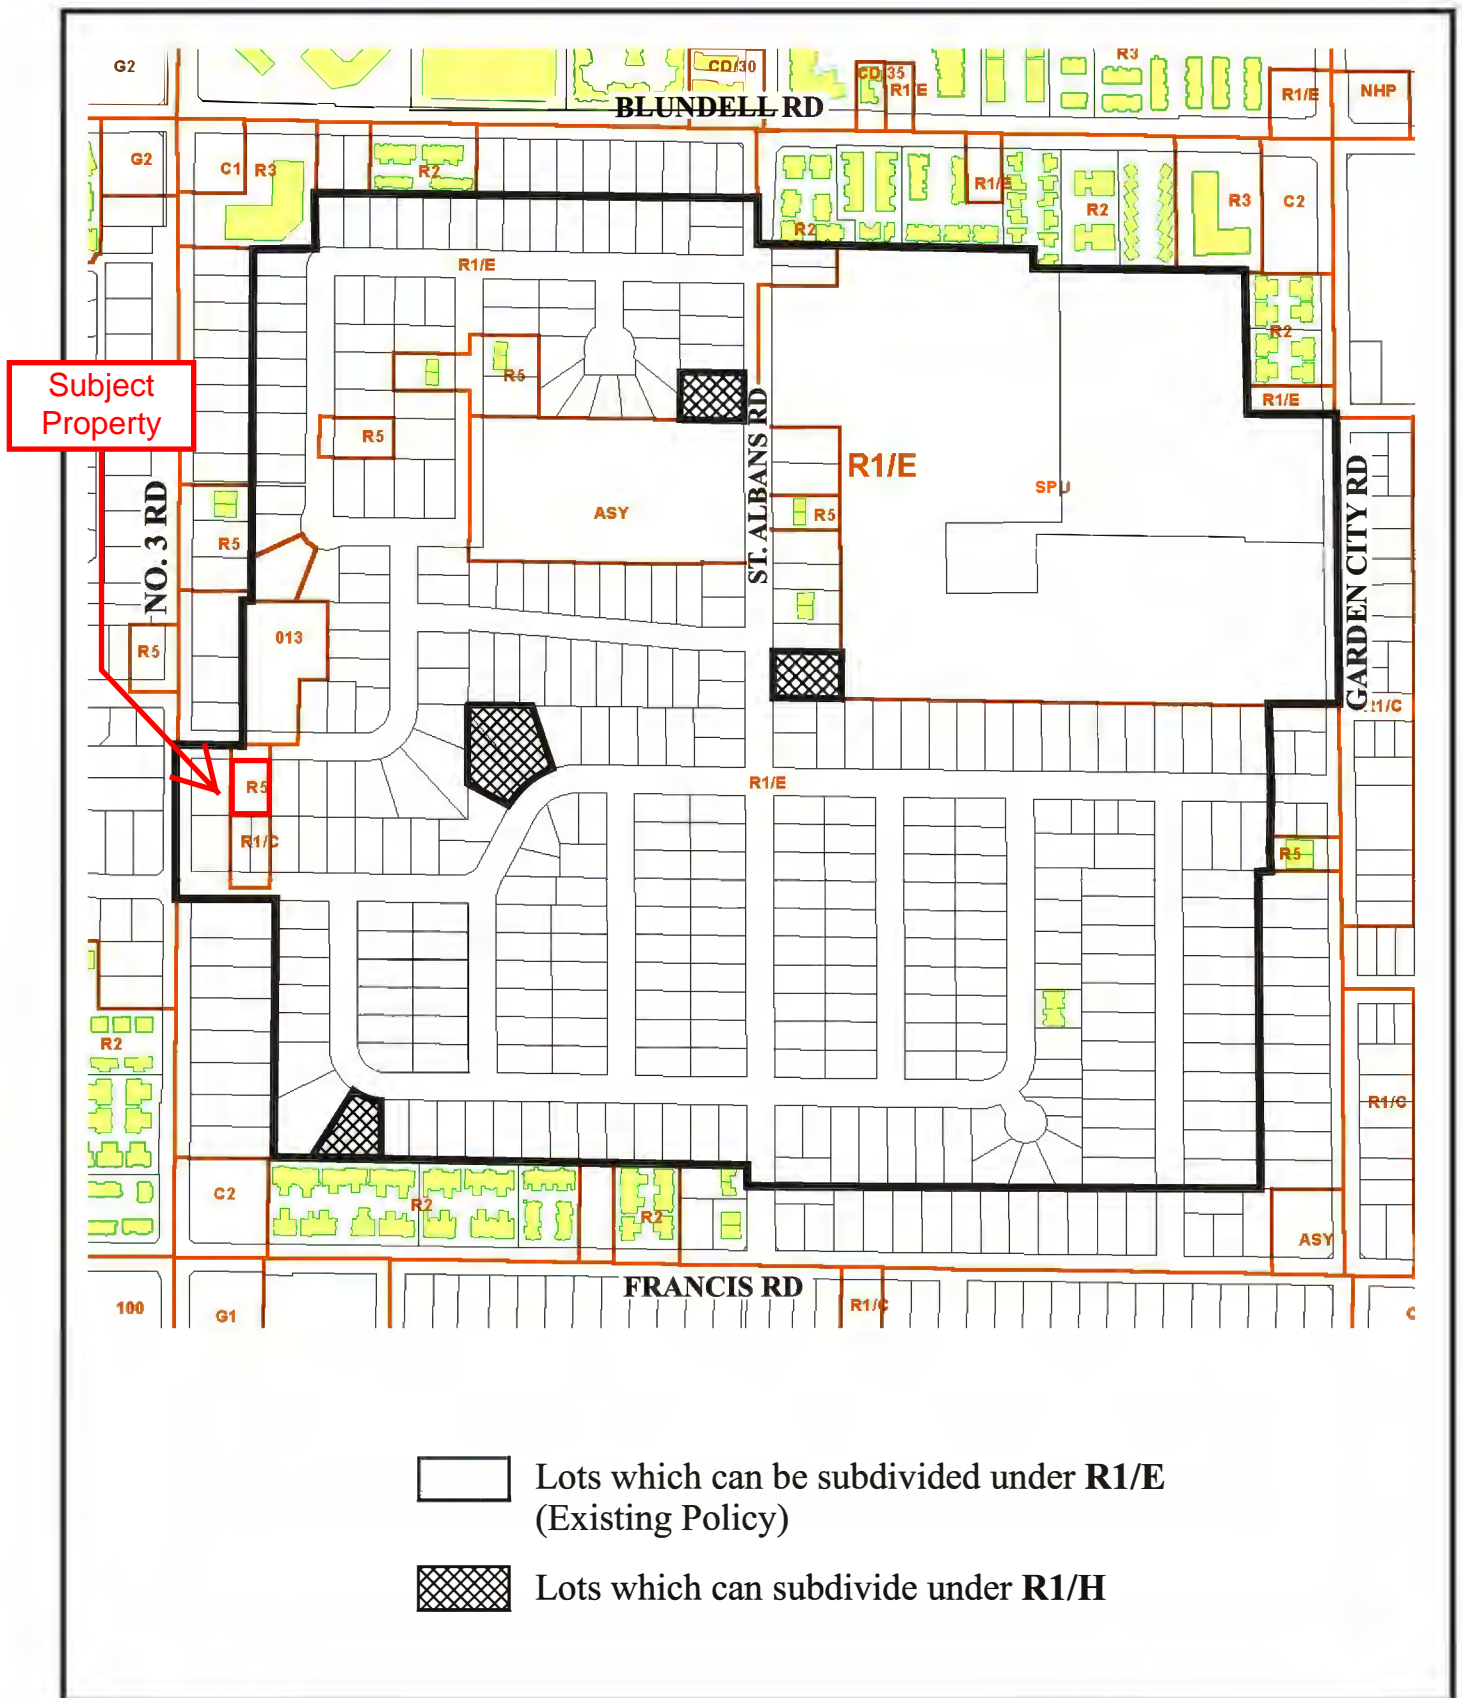 G2
CD/30
CD/35
R1/E
R3
R1/E
NHP
BLUNDELL RD
G2
C1
R3
R2
R2
R1/E
R2
R3
C2
R1/E
R2
R1/E
R5
R5
Subject
Property
NO. 3 RD
ST. ALBANS RD
GARDEN CITY RD
R1/E
SPU
ASY
R5
R5
R5
013
R1/C
R5
R1/E
R1/C
R5
R2
R1/C
C2
R2
R2
ASY
FRANCIS RD
100
G1
R1/C
Lots which can be subdivided under R1/E
(Existing Policy)
Lots which can subdivide under R1/H